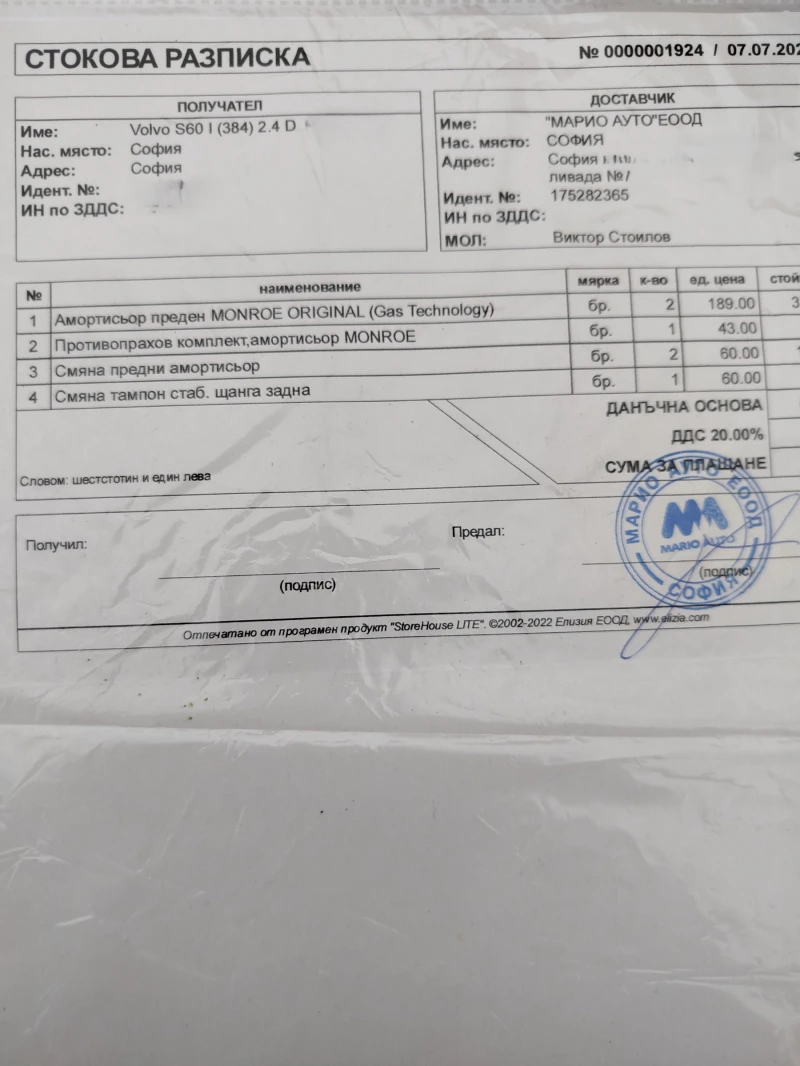 СТОКОВА РАЗПИСКА
№ 0000001924 / 07.07.202
ПОЛУЧАТЕЛ
Име: Volvo S60 I (384) 2.4 D
Нас. място: София
Адрес: София
Идент. №:
ИН по ЗДДС:
ДОСТАВЧИК
Име: "МАРИО АУТО"ЕООД
Нас. място: СОФИЯ
Адрес: София
ливада №
Идент. №: 175282365
ИН по ЗДДС:
МОЛ: Виктор Стоилов
№ наименование мярка к-во ед. цена стой
1 Амортисьор преден MONROE ORIGINAL (Gas Technology) бр. 2 189.00 3
2 Противопрахов комплект,амортисьор MONROE бр. 1 43.00
3 Смяна предни амортисьор бр. 2 60.00 1
4 Смяна тампон стаб. щанга задна бр. 1 60.00
ДАНЪЧНА ОСНОВА
ДДС 20.00%
СУМА ЗА ПЛАЩАНЕ
Словом: шестстотин и един лева
Получил:
Предал:
(подпис)
(подпис)
МАРИО АУТО ЕООД
MARIO AUTO
СОФИЯ
Отпечатано от програмен продукт "StoreHouse LITE". ©2002-2022 Елизия ЕООД, www.elizia.com